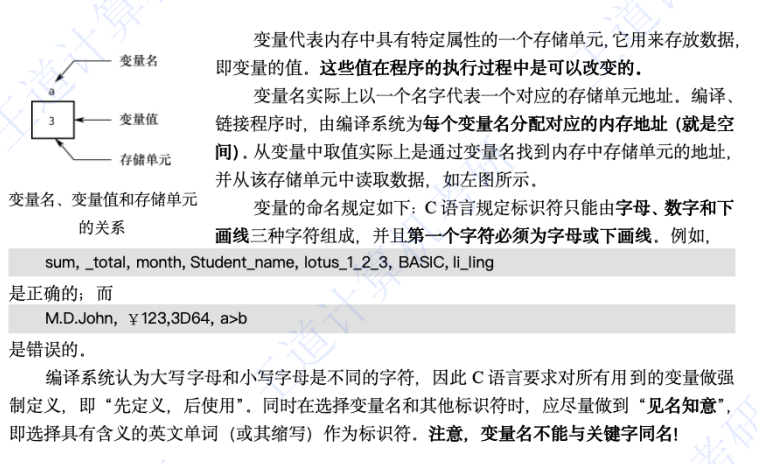 变量名
a
3
变量值
存储单元
变量名、变量值和存储单元
的关系
变量代表内存中具有特定属性的一个存储单元,它用来存放数据,
即变量的值。这些值在程序的执行过程中是可以改变的。
变量名实际上以一个名字代表一个对应的存储单元地址。编译、
链接程序时，由编译系统为每个变量名分配对应的内存地址（就是空
间）。从变量中取值实际上是通过变量名找到内存中存储单元的地址，
并从该存储单元中读取数据，如左图所示。
变量的命名规定如下：C 语言规定标识符只能由字母、数字和下
画线三种字符组成，并且第一个字符必须为字母或下画线。例如，
sum, _total, month, Student_name, lotus_1_2_3, BASIC, li_ling
是正确的；而
M.D.John, ￥123,3D64, a>b
是错误的。
编译系统认为大写字母和小写字母是不同的字符，因此 C 语言要求对所有用到的变量做强
制定义，即“先定义，后使用”。同时在选择变量名和其他标识符时，应尽量做到“见名知意”，
即选择具有含义的英文单词（或其缩写）作为标识符。注意，变量名不能与关键字同名!